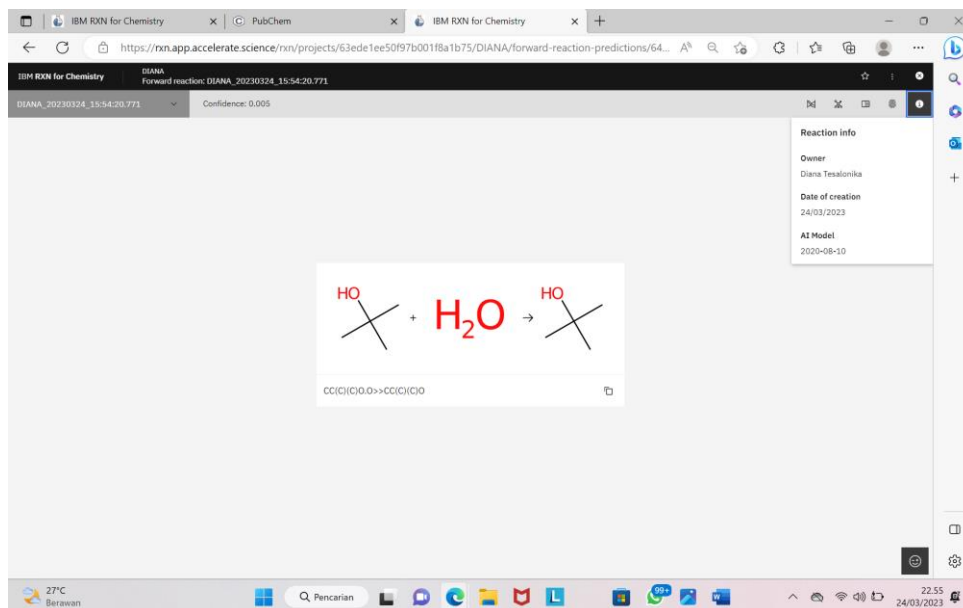 IBM RXN for Chemistry
PubChem
IBM RXN for Chemistry
https://rxn.app.accelerate.science/rxn/projects/63ede1ee50f97b001f8a1b75/DIANA/forward-reaction-predictions/64...
IBM RXN for Chemistry
DIANA
Forward reaction: DIANA_20230324_15:54:20.771
DIANA_20230324_15:54:20.771
Confidence: 0.005
Reaction info
Owner
Diana Tesalonika
Date of creation
24/03/2023
AI Model
2020-08-10
HO + H2O → HO
CC(C)(C)O.O>>CC(C)(C)O
27°C
Berawan
Pencarian
99+
22.55
24/03/2023